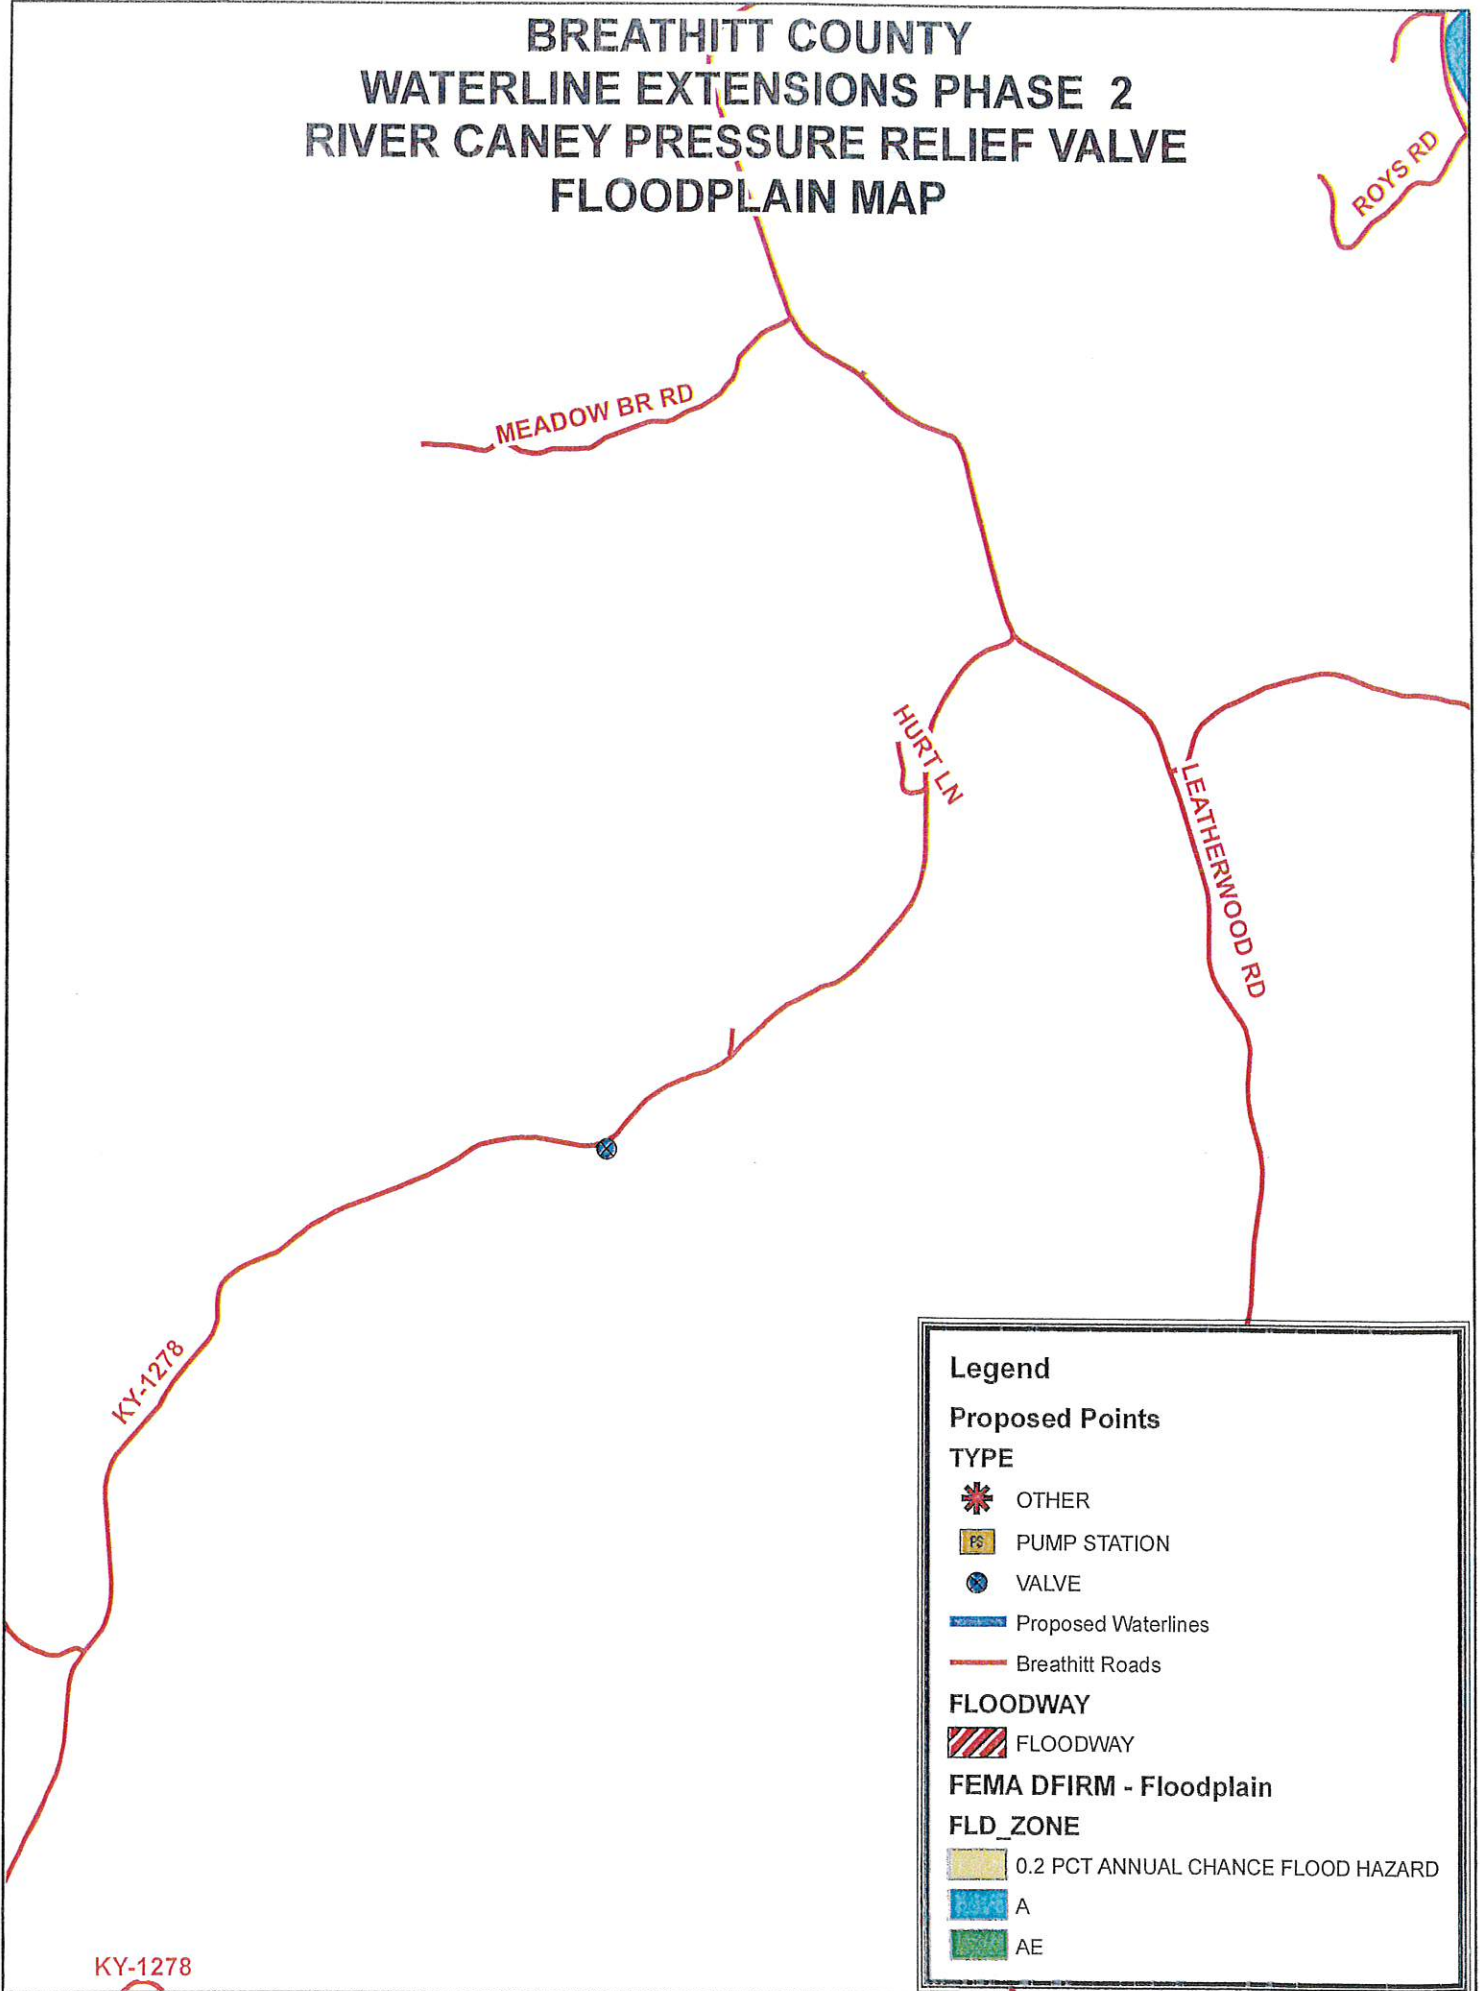 BREATHITT COUNTY
WATERLINE EXTENSIONS PHASE 2
RIVER CANEY PRESSURE RELIEF VALVE
FLOODPLAIN MAP
ROYS RD
MEADOW BR RD
HURT LN
LEATHERWOOD RD
KY-1278
KY-1278
Legend
Proposed Points
TYPE
OTHER
PS PUMP STATION
VALVE
Proposed Waterlines
Breathitt Roads
FLOODWAY
FLOODWAY
FEMA DFIRM - Floodplain
FLD_ZONE
0.2 PCT ANNUAL CHANCE FLOOD HAZARD
A
AE